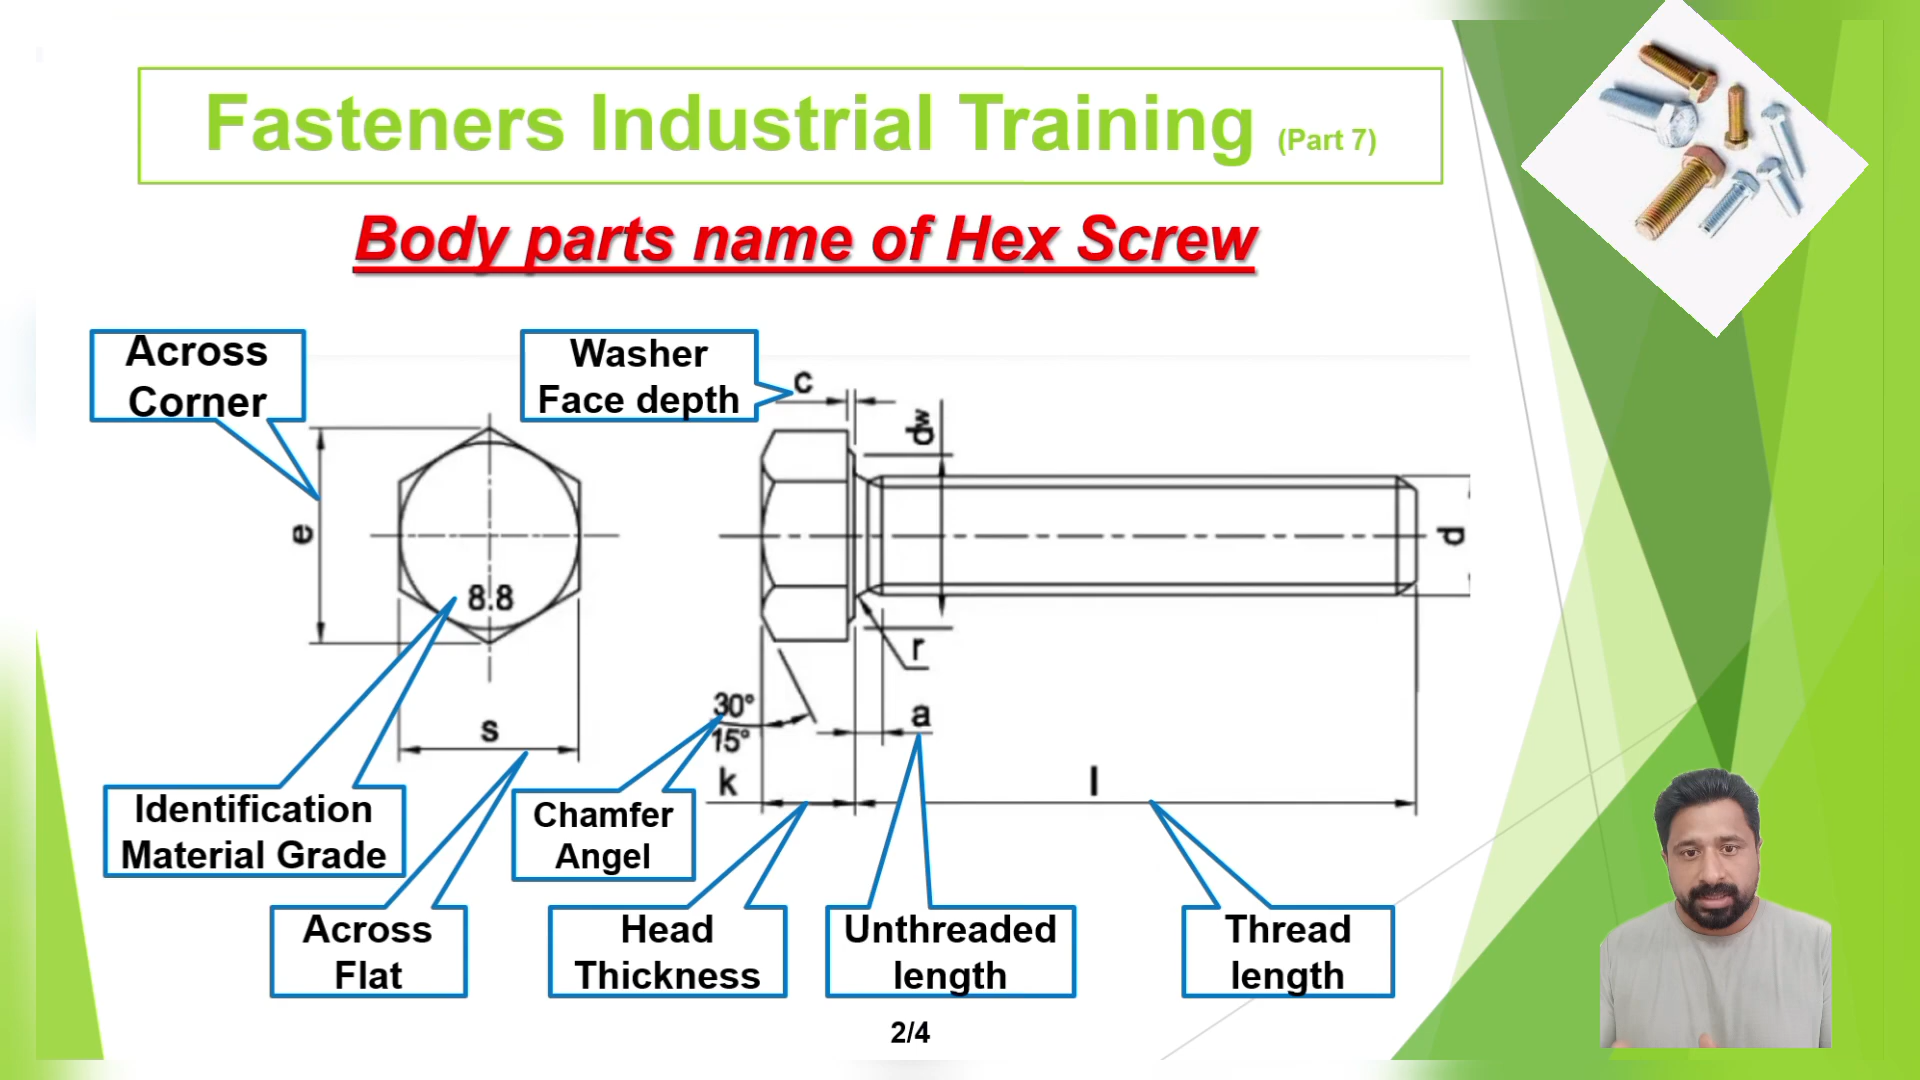 Fasteners Industrial Training (Part 7)
Body parts name of Hex Screw
Across
Corner
Washer
Face depth
c
dw
e
8.8
d
r
s
30°
15°
a
k
l
Identification
Material Grade
Chamfer
Angel
Across
Flat
Head
Thickness
Unthreaded
length
Thread
length
2/4